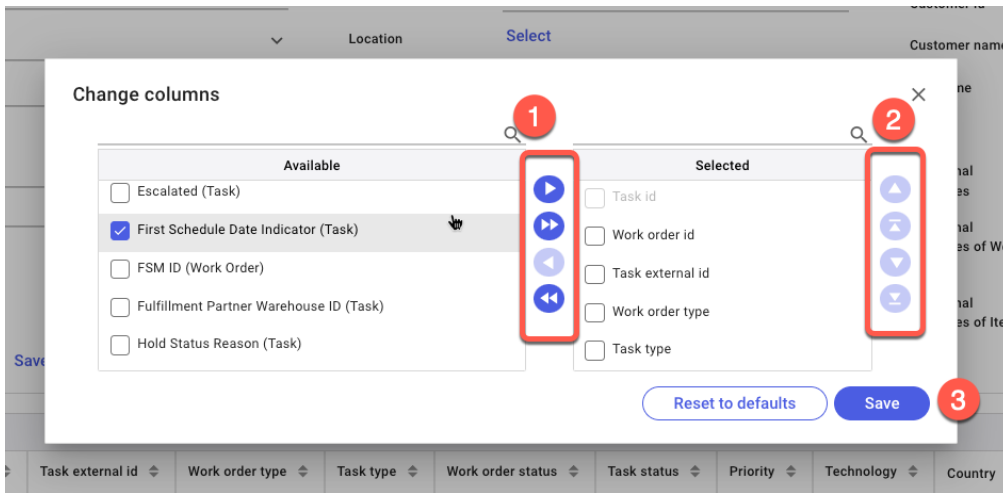 Location
Select
Customer name
Change columns
1
2
Available
Selected
Escalated (Task)
First Schedule Date Indicator (Task)
FSM ID (Work Order)
Fulfillment Partner Warehouse ID (Task)
Hold Status Reason (Task)
Task id
Work order id
Task external id
Work order type
Task type
Save
Reset to defaults
Save
3
Task external id
Work order type
Task type
Work order status
Task status
Priority
Technology
Country